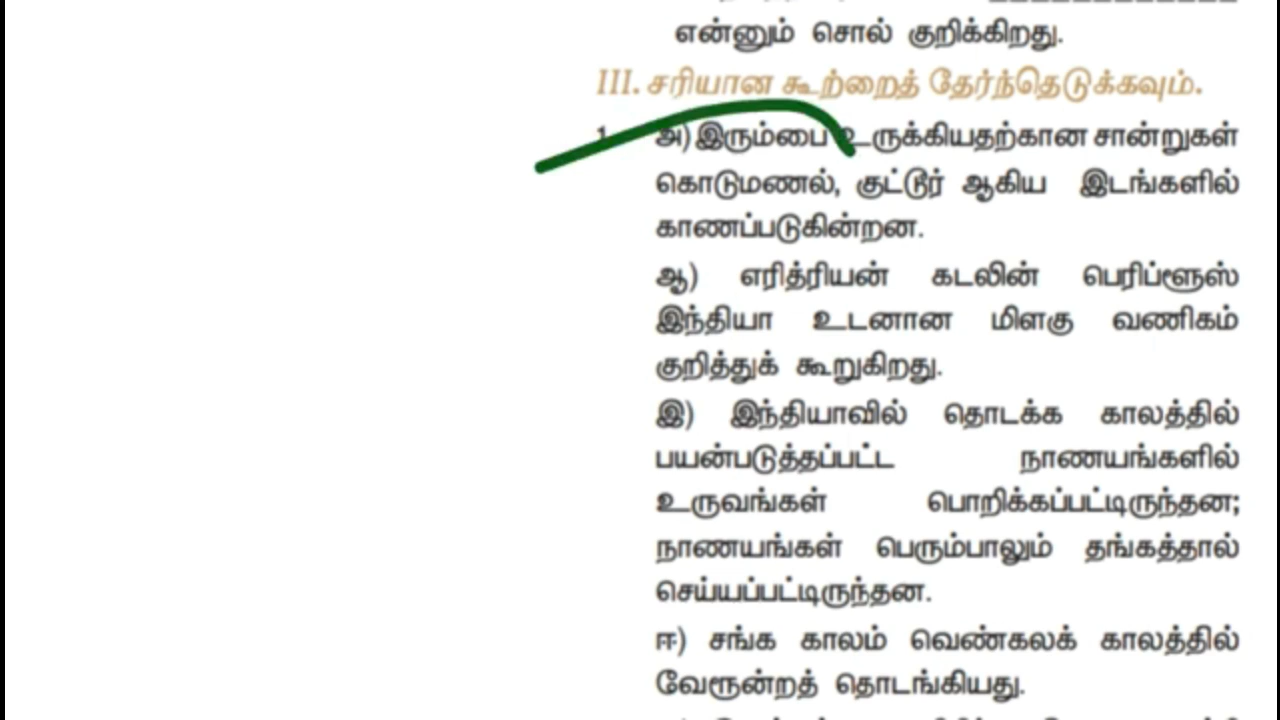 என்னும் சொல் குறிக்கிறது.
III. சரியான கூற்றைத் தேர்ந்தெடுக்கவும்.
1. அ) இரும்பை உருக்கியதற்கான சான்றுகள்
கொடுமணல், குட்டூர் ஆகிய இடங்களில்
காணப்படுகின்றன.
ஆ) எரித்ரியன் கடலின் பெரிப்ளூஸ்
இந்தியா உடனான மிளகு வணிகம்
குறித்துக் கூறுகிறது.
இ) இந்தியாவில் தொடக்க காலத்தில்
பயன்படுத்தப்பட்ட நாணயங்களில்
உருவங்கள் பொறிக்கப்பட்டிருந்தன;
நாணயங்கள் பெரும்பாலும் தங்கத்தால்
செய்யப்பட்டிருந்தன.
ஈ) சங்க காலம் வெண்கலக் காலத்தில்
வேரூன்றத் தொடங்கியது.